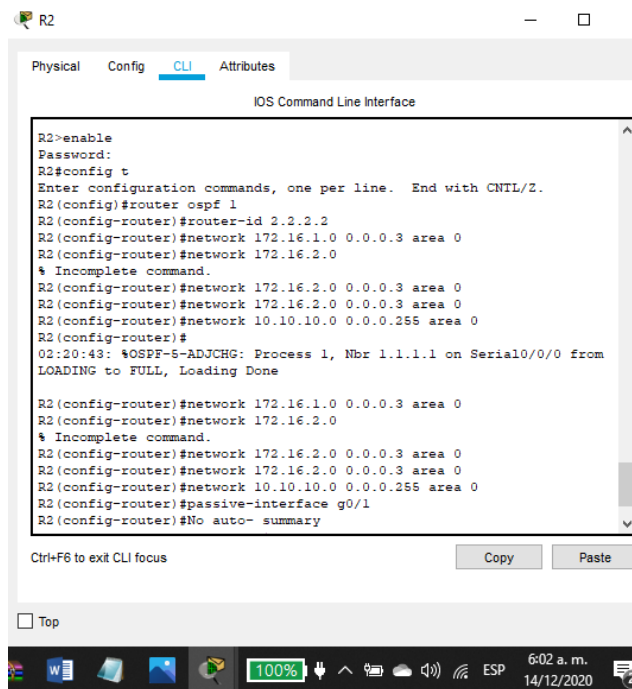 R2
Physical Config CLI Attributes
IOS Command Line Interface
R2>enable
Password:
R2#config t
Enter configuration commands, one per line. End with CNTL/Z.
R2(config)#router ospf 1
R2(config-router)#router-id 2.2.2.2
R2(config-router)#network 172.16.1.0 0.0.0.3 area 0
R2(config-router)#network 172.16.2.0
% Incomplete command.
R2(config-router)#network 172.16.2.0 0.0.0.3 area 0
R2(config-router)#network 172.16.2.0 0.0.0.3 area 0
R2(config-router)#network 10.10.10.0 0.0.0.255 area 0
R2(config-router)#
02:20:43: %OSPF-5-ADJCHG: Process 1, Nbr 1.1.1.1 on Serial0/0/0 from
LOADING to FULL, Loading Done
R2(config-router)#network 172.16.1.0 0.0.0.3 area 0
R2(config-router)#network 172.16.2.0
% Incomplete command.
R2(config-router)#network 172.16.2.0 0.0.0.3 area 0
R2(config-router)#network 172.16.2.0 0.0.0.3 area 0
R2(config-router)#network 10.10.10.0 0.0.0.255 area 0
R2(config-router)#passive-interface g0/1
R2(config-router)#No auto- summary
Ctrl+F6 to exit CLI focus
Copy Paste
Top
100% ESP 6:02 a. m.
14/12/2020